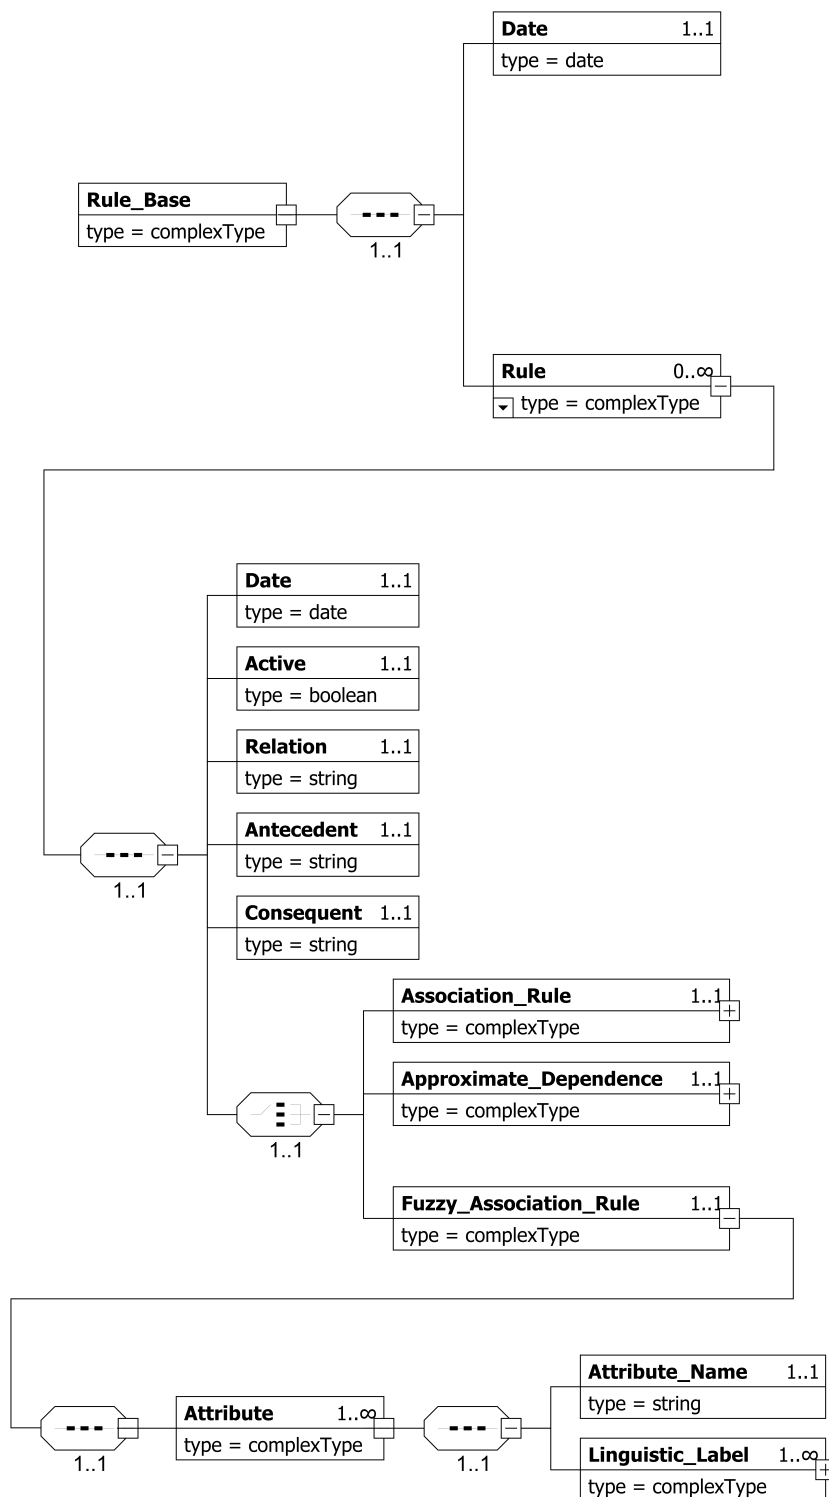 Date 1..1
type = date
Rule_Base
type = complexType
1..1
Rule 0..∞
type = complexType
Date 1..1
type = date
Active 1..1
type = boolean
Relation 1..1
type = string
Antecedent 1..1
type = string
1..1
Consequent 1..1
type = string
Association_Rule 1..1
type = complexType
Approximate_Dependence 1..1
type = complexType
1..1
Fuzzy_Association_Rule 1..1
type = complexType
Attribute_Name 1..1
type = string
Attribute 1..∞
type = complexType
1..1
1..1
Linguistic_Label 1..∞
type = complexType